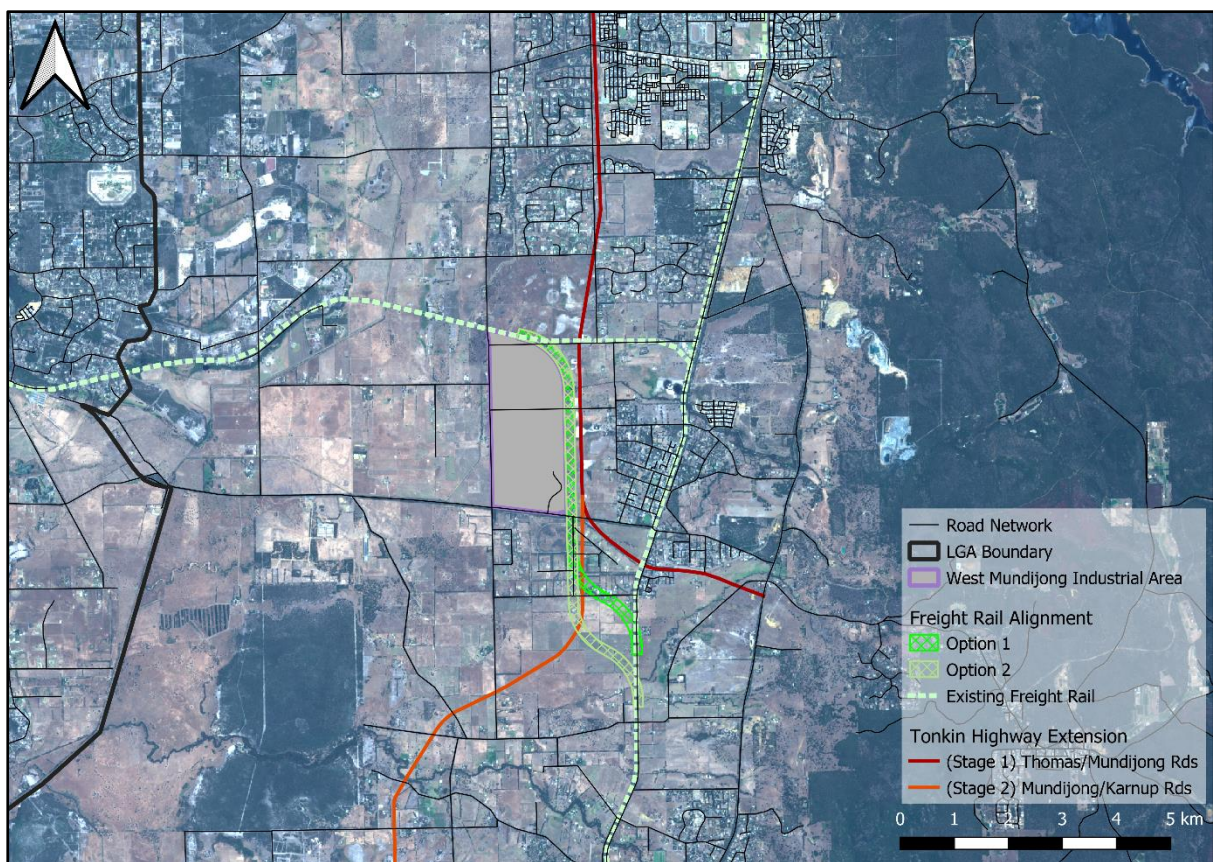 Road Network
LGA Boundary
West Mundijong Industrial Area
Freight Rail Alignment
Option 1
Option 2
Existing Freight Rail
Tonkin Highway Extension
(Stage 1) Thomas/Mundijong Rds
(Stage 2) Mundijong/Karnup Rds
0 1 2 3 4 5 km